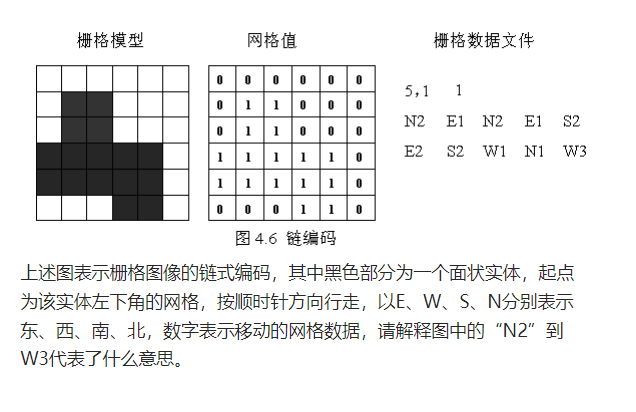 栅格模型 网格值 栅格数据文件
0 0 0 0 0 0
0 1 1 0 0 0
0 1 1 0 0 0
1 1 1 1 1 0
1 1 1 1 1 0
0 0 0 1 1 0
5,1 1
N2 E1 N2 E1 S2
E2 S2 W1 N1 W3
图 4.6 链编码
上述图表示栅格图像的链式编码，其中黑色部分为一个面状实体，起点
为该实体左下角的网格，按顺时针方向行走，以E、W、S、N分别表示
东、西、南、北，数字表示移动的网格数据，请解释图中的“N2”到
W3代表了什么意思。